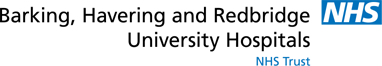 Barking, Havering and Redbridge NHS
University Hospitals
NHS Trust